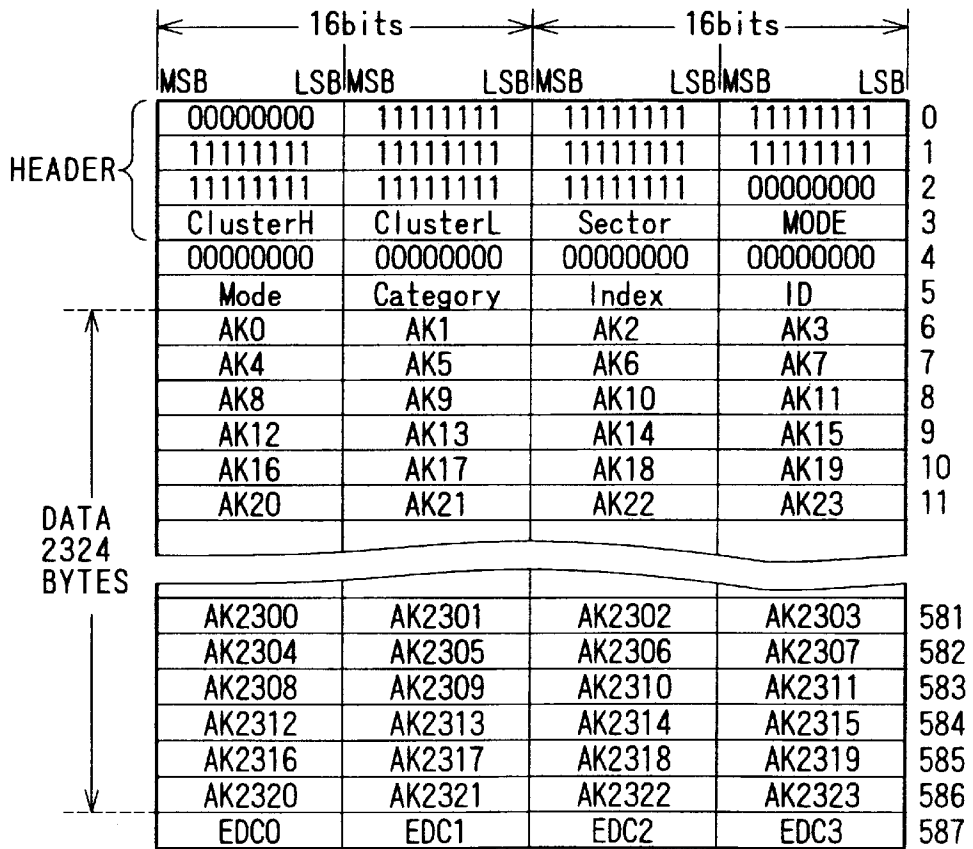 16bits 16bits
MSB LSB MSB LSB MSB LSB MSB LSB
00000000 11111111 11111111 11111111 0
11111111 11111111 11111111 11111111 1
HEADER
11111111 11111111 11111111 00000000 2
ClusterH ClusterL Sector MODE 3
00000000 00000000 00000000 00000000 4
Mode Category Index ID 5
AK0 AK1 AK2 AK3 6
AK4 AK5 AK6 AK7 7
AK8 AK9 AK10 AK11 8
AK12 AK13 AK14 AK15 9
AK16 AK17 AK18 AK19 10
AK20 AK21 AK22 AK23 11
DATA
2324
BYTES
AK2300 AK2301 AK2302 AK2303 581
AK2304 AK2305 AK2306 AK2307 582
AK2308 AK2309 AK2310 AK2311 583
AK2312 AK2313 AK2314 AK2315 584
AK2316 AK2317 AK2318 AK2319 585
AK2320 AK2321 AK2322 AK2323 586
EDC0 EDC1 EDC2 EDC3 587